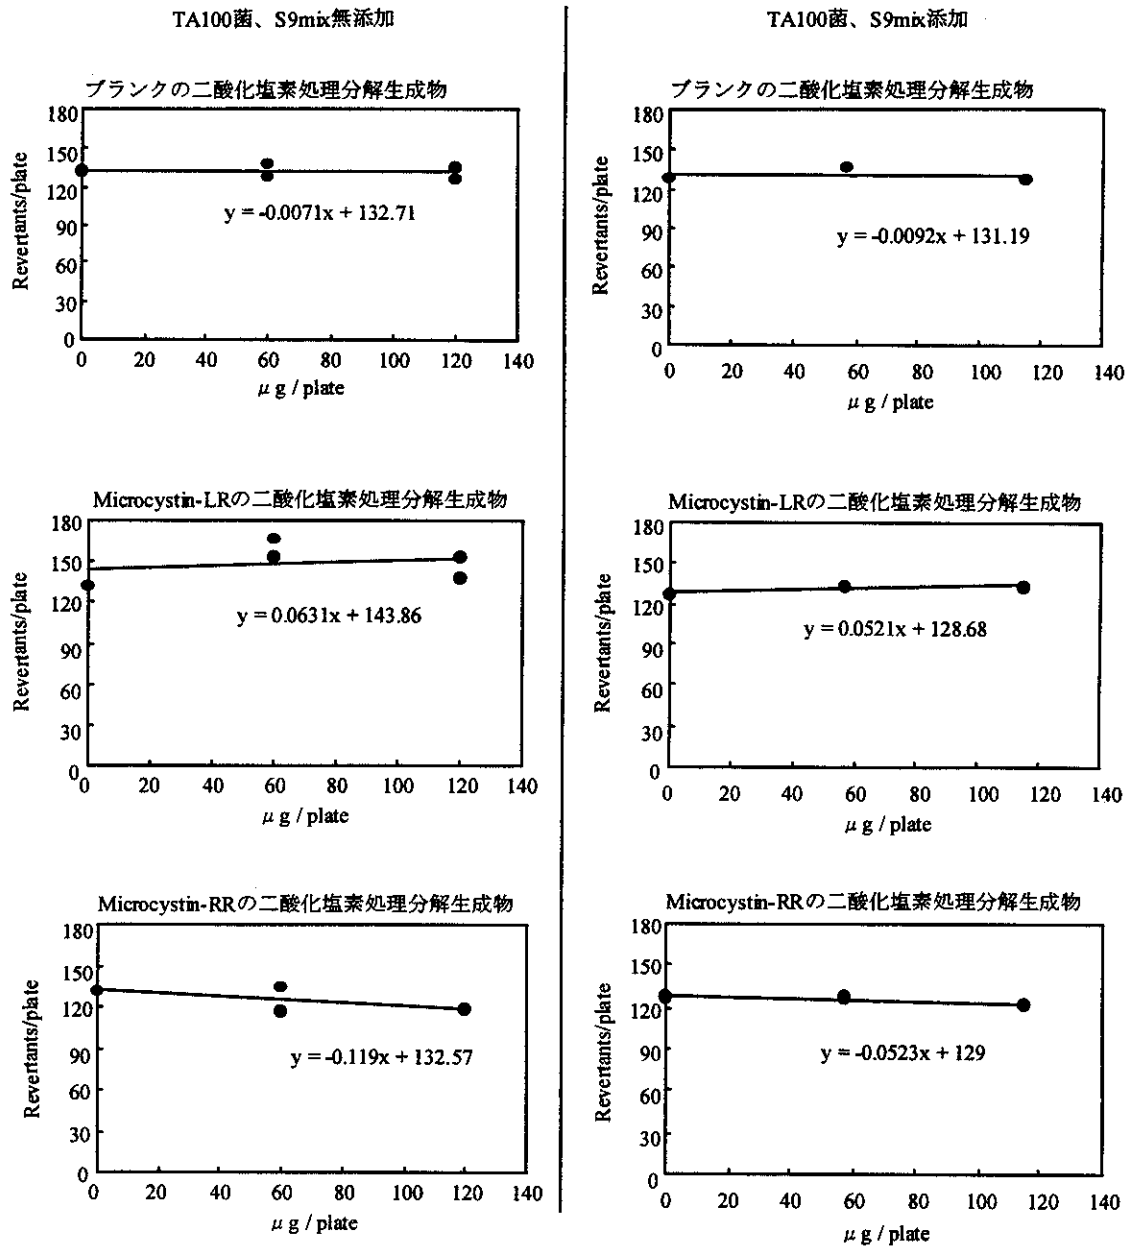 TA100菌、S9mix無添加
ブランクの二酸化塩素処理分解生成物
180
150
120
90
60
30
0
Revertants/plate
y = -0.0071x + 132.71
0 20 40 60 80 100 120 140
μ g / plate
Microcystin-LRの二酸化塩素処理分解生成物
180
150
120
90
60
30
0
Revertants/plate
y = 0.0631x + 143.86
0 20 40 60 80 100 120 140
μ g / plate
Microcystin-RRの二酸化塩素処理分解生成物
180
150
120
90
60
30
0
Revertants/plate
y = -0.119x + 132.57
0 20 40 60 80 100 120 140
μ g / plate
TA100菌、S9mix添加
ブランクの二酸化塩素処理分解生成物
180
150
120
90
60
30
0
Revertants/plate
y = -0.0092x + 131.19
0 20 40 60 80 100 120 140
μ g / plate
Microcystin-LRの二酸化塩素処理分解生成物
180
150
120
90
60
30
0
Revertants/plate
y = 0.0521x + 128.68
0 20 40 60 80 100 120 140
μ g / plate
Microcystin-RRの二酸化塩素処理分解生成物
180
150
120
90
60
30
0
Revertants/plate
y = -0.0523x + 129
0 20 40 60 80 100 120 140
μ g / plate